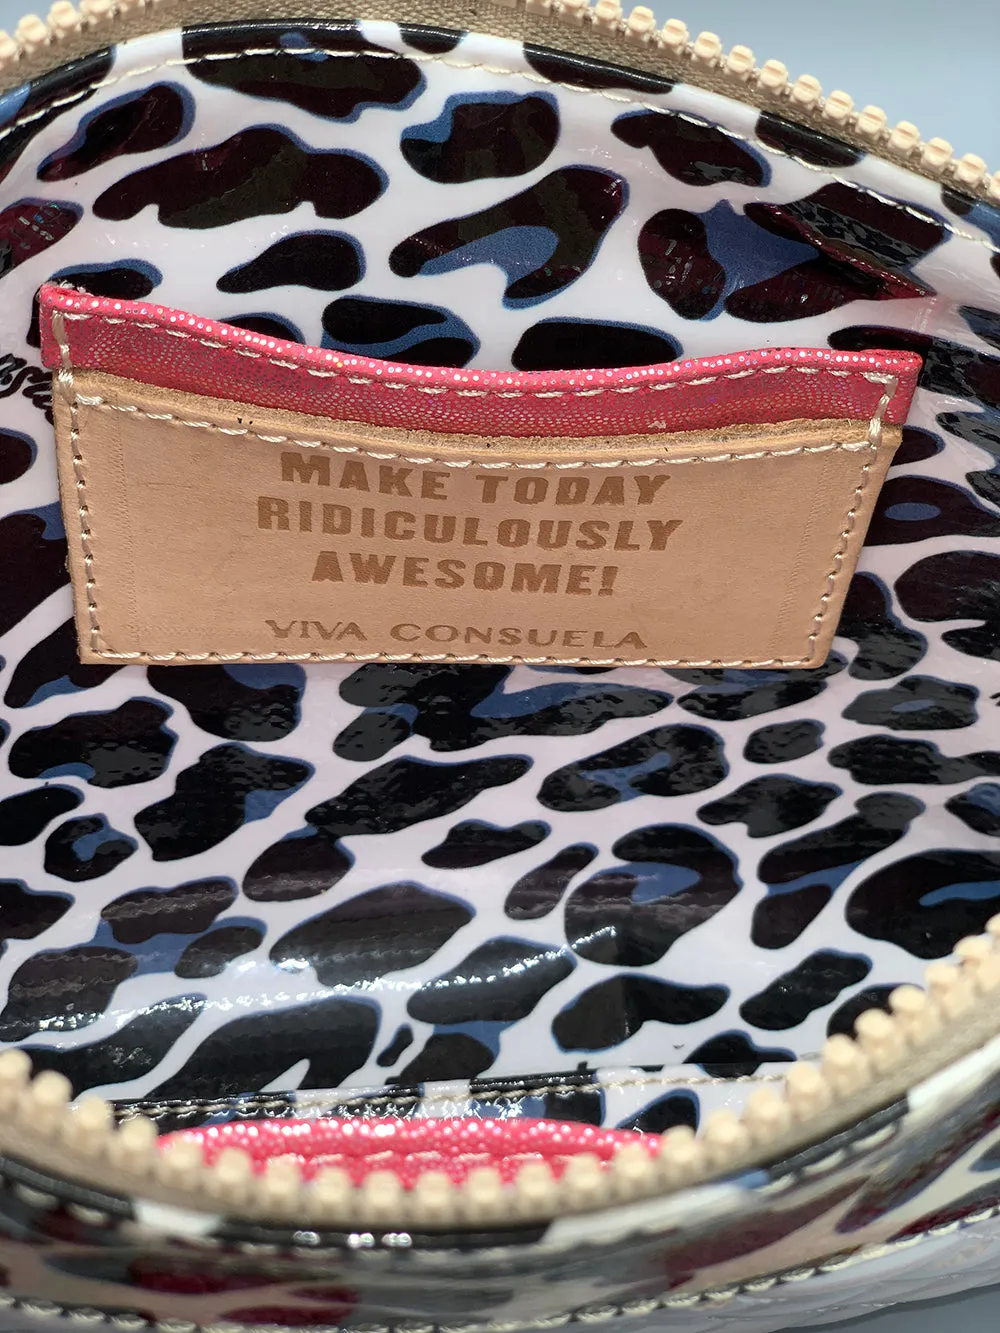 MAKE TODAY
RIDICULOUSLY
AWESOME!
VIVA CONSUELA